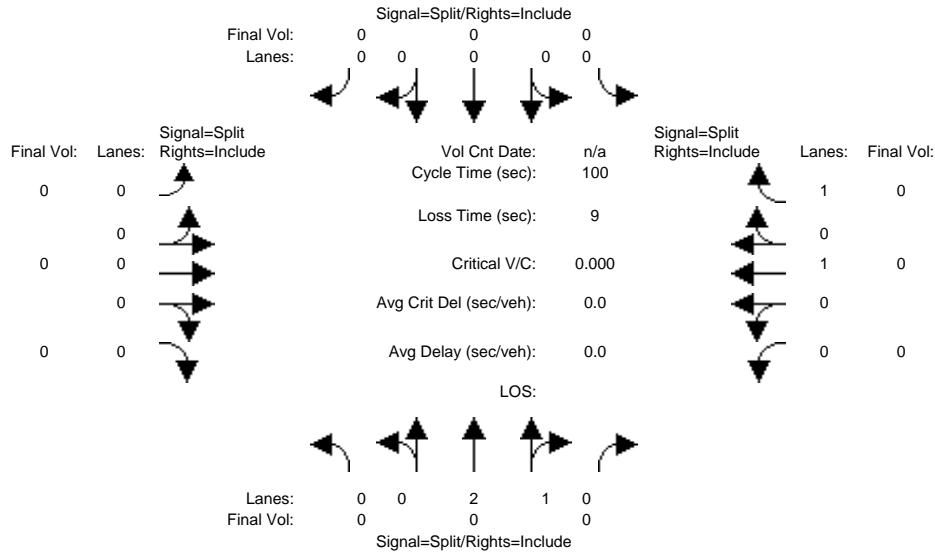 Signal=Split/Rights=Include
Final Vol: 0 0 0
Lanes: 0 0 0 0 0
Signal=Split Signal=Split
Final Vol: Lanes: Rights=Include Vol Cnt Date: n/a Rights=Include Lanes: Final Vol:
Cycle Time (sec): 100
0 0 1 0
Loss Time (sec): 9
0 0
0 0 Critical V/C: 0.000 1 0
0 Avg Crit Del (sec/veh): 0.0 0
0 0 Avg Delay (sec/veh): 0.0 0 0
LOS:
Lanes: 0 0 2 1 0
Final Vol: 0 0 0
Signal=Split/Rights=Include